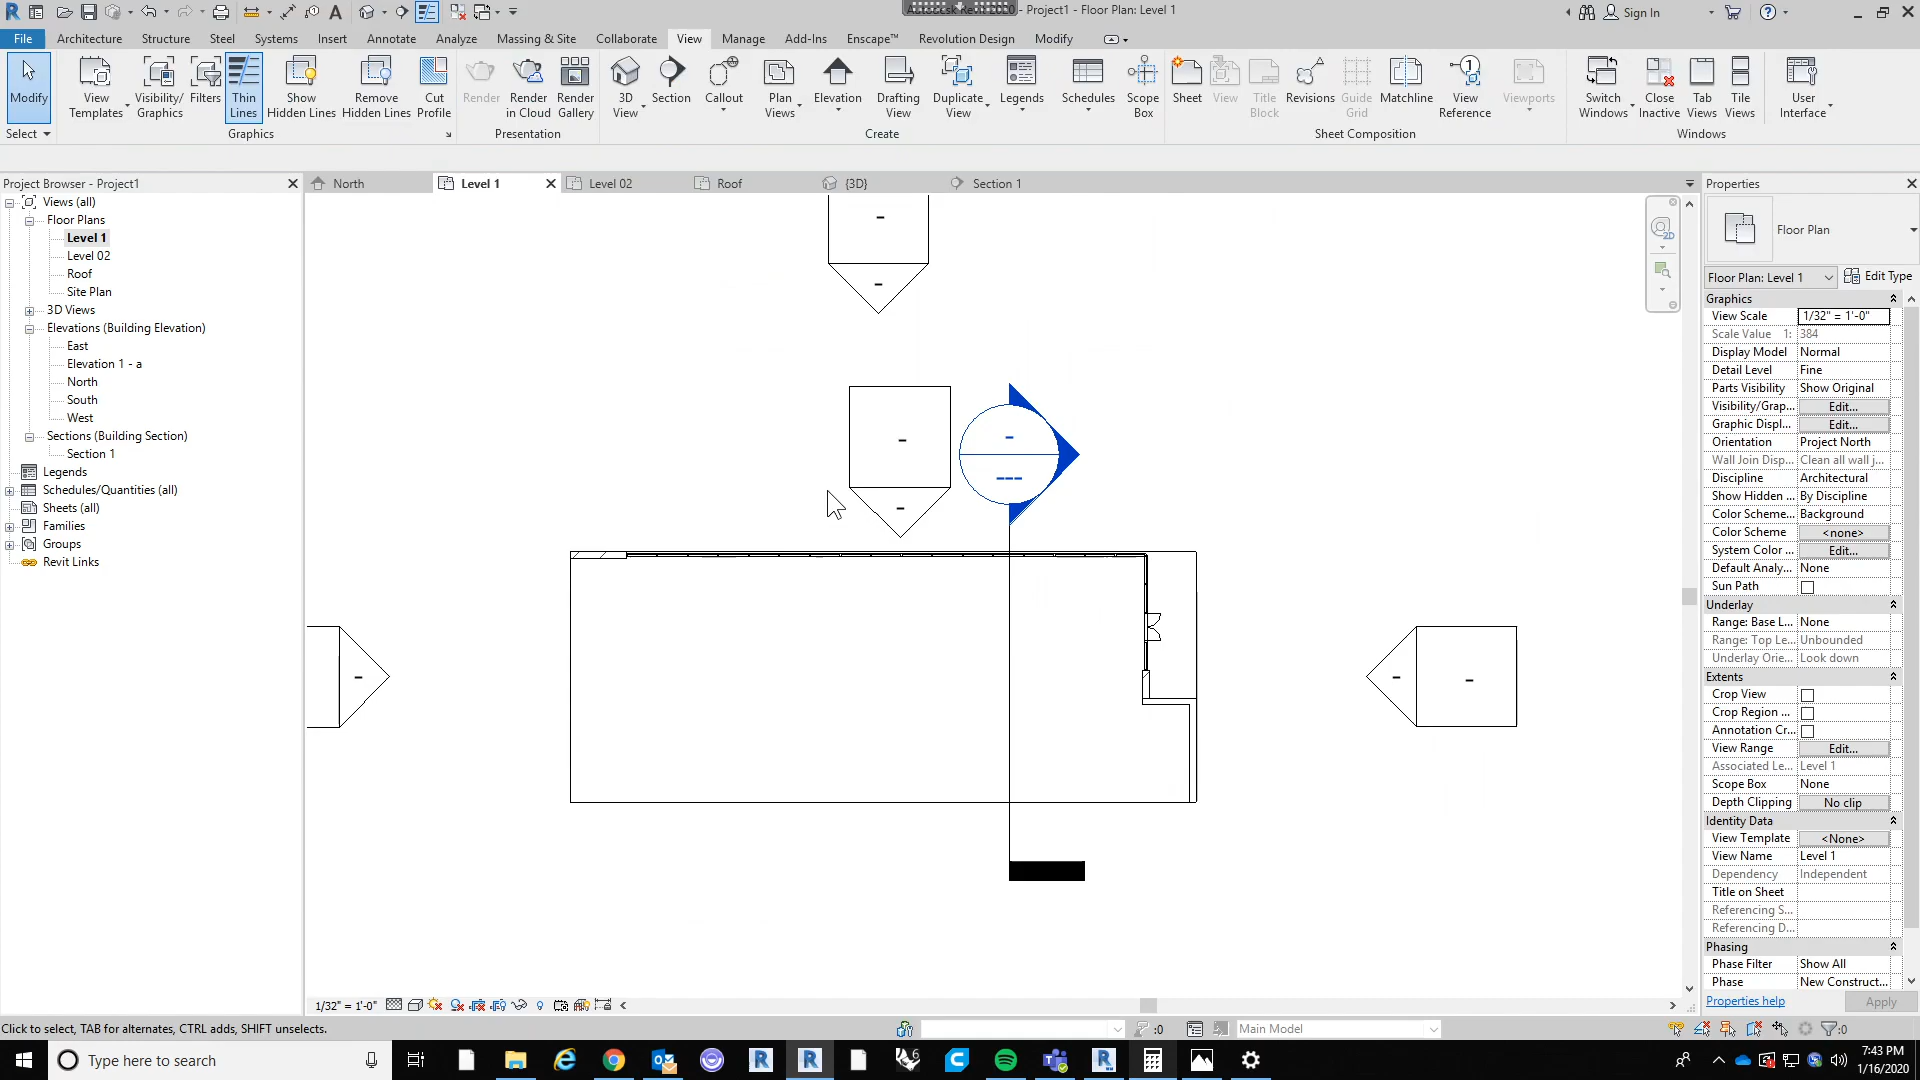 Autodesk Revit 2020 - Project1 - Floor Plan: Level 1
Sign In
File Architecture Structure Steel Systems Insert Annotate Analyze Massing & Site Collaborate View Manage Add-Ins Enscape™ Revolution Design Modify
Modify
View Templates
Visibility/ Graphics
Filters
Thin Lines
Show Hidden Lines
Remove Hidden Lines
Cut Profile
Render
Render in Cloud
Render Gallery
3D View
Section
Callout
Plan Views
Elevation
Drafting View
Duplicate View
Legends
Schedules
Scope Box
Sheet
View
Title Block
Revisions
Guide Grid
Matchline
View Reference
Viewports
Switch Windows
Close Inactive
Tab Views
Tile Views
User Interface
Select Graphics Presentation Create Sheet Composition Windows
Project Browser - Project1
North Level 1 Level 02 Roof {3D} Section 1
Views (all)
Floor Plans
Level 1
Level 02
Roof
Site Plan
3D Views
Elevations (Building Elevation)
East
Elevation 1 - a
North
South
West
Sections (Building Section)
Section 1
Legends
Schedules/Quantities (all)
Sheets (all)
Families
Groups
Revit Links
2D
Properties
Floor Plan
Floor Plan: Level 1 Edit Type
Graphics
View Scale 1/32" = 1'-0"
Scale Value 1: 384
Display Model Normal
Detail Level Fine
Parts Visibility Show Original
Visibility/Grap... Edit...
Graphic Displ... Edit...
Orientation Project North
Wall Join Disp... Clean all wall j...
Discipline Architectural
Show Hidden ... By Discipline
Color Scheme... Background
Color Scheme <none>
System Color ... Edit...
Default Analy... None
Sun Path
Underlay
Range: Base L... None
Range: Top Le... Unbounded
Underlay Orie... Look down
Extents
Crop View
Crop Region ...
Annotation Cr...
View Range Edit...
Associated Le... Level 1
Scope Box None
Depth Clipping No clip
Identity Data
View Template <None>
View Name Level 1
Dependency Independent
Title on Sheet
Referencing S...
Referencing D...
Phasing
Phase Filter Show All
Phase New Construct...
Properties help Apply
1/32" = 1'-0"
Click to select, TAB for alternates, CTRL adds, SHIFT unselects.
:0
Main Model
:0
Type here to search
7:43 PM
1/16/2020